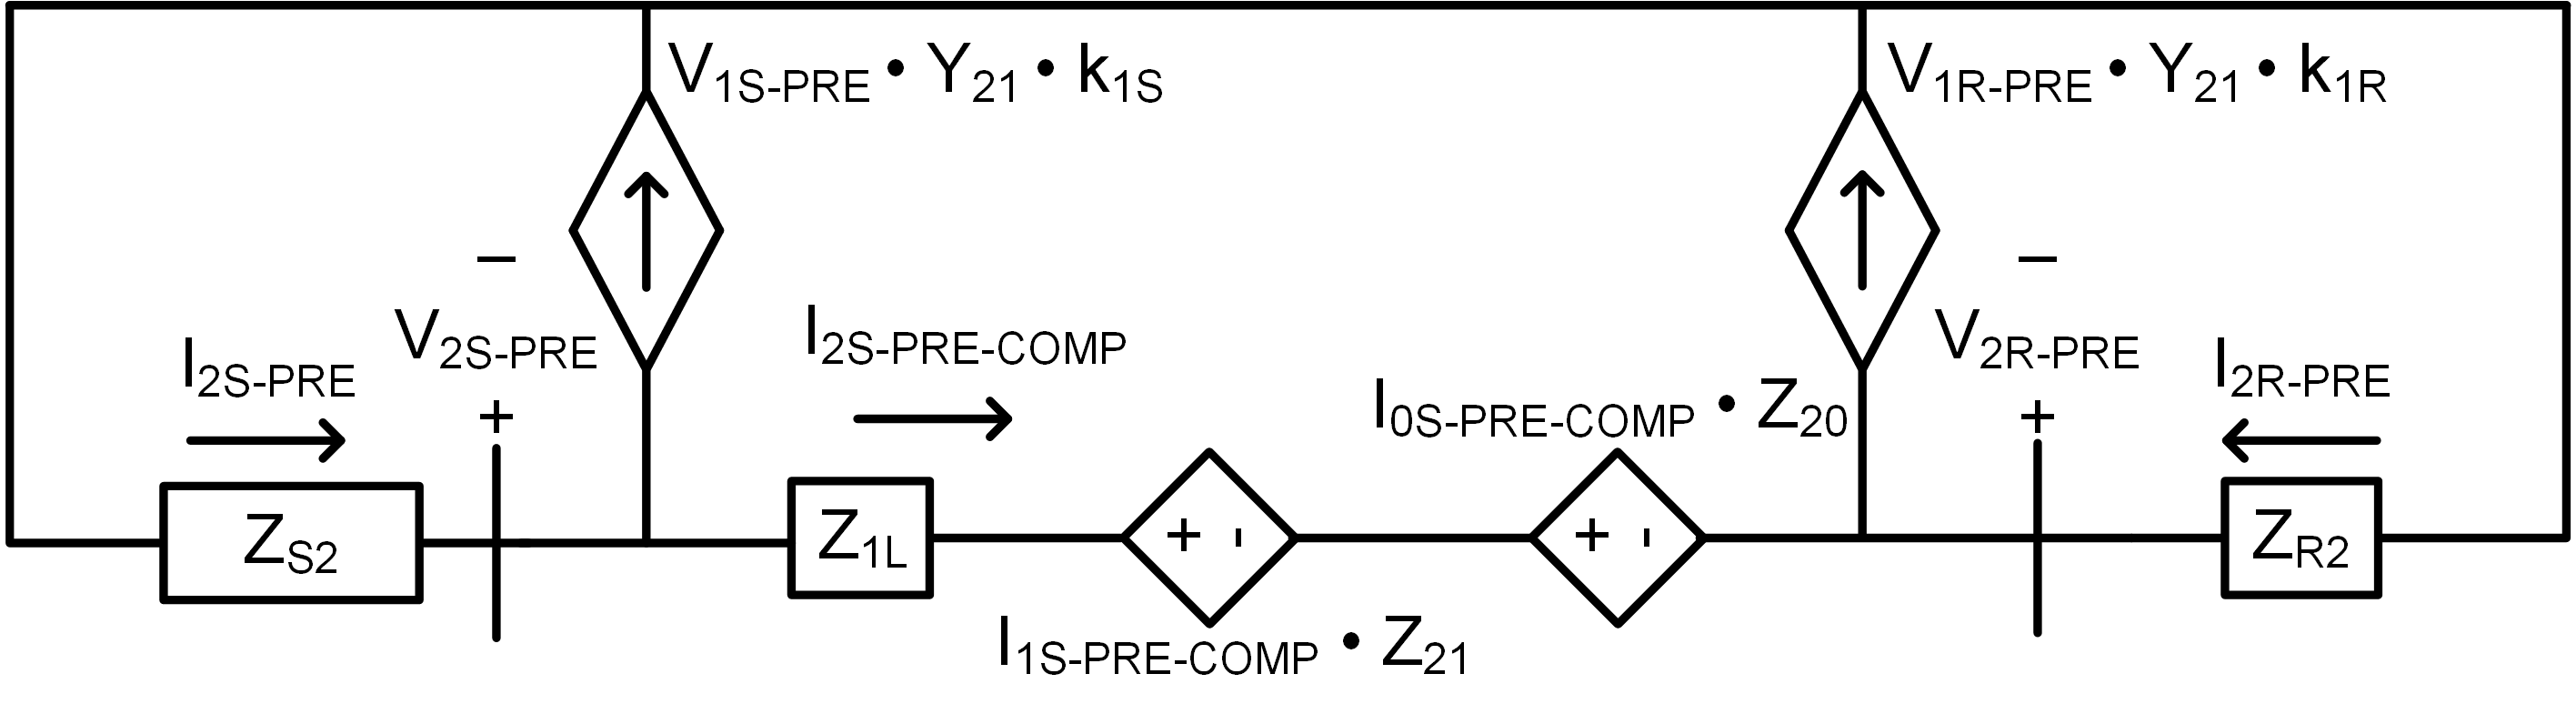 V1S-PRE • Y21 • k1S
V1R-PRE • Y21 • k1R
–
–
I2S-PRE
V2S-PRE
I2S-PRE-COMP
I0S-PRE-COMP • Z20
V2R-PRE
I2R-PRE
+
+
ZS2
Z1L
+ -
+ -
ZR2
I1S-PRE-COMP • Z21